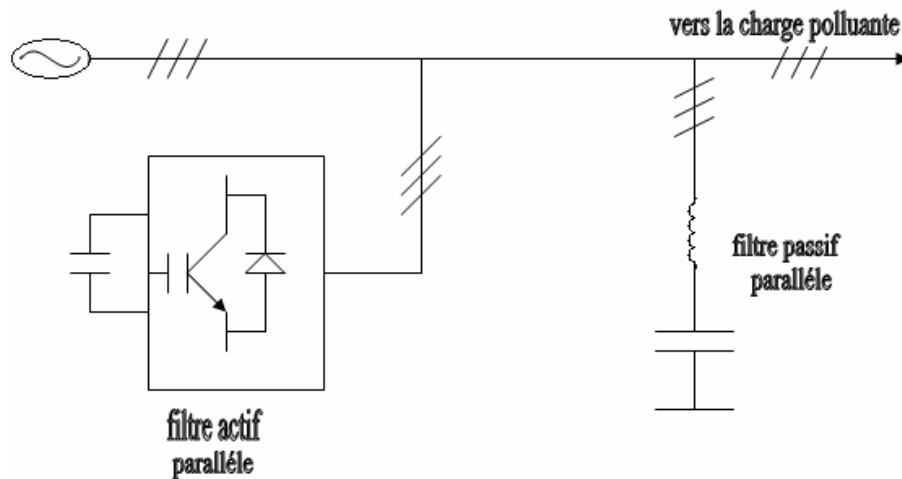 vers la charge polluante
filtre passif
paralléle
filtre actif
paralléle